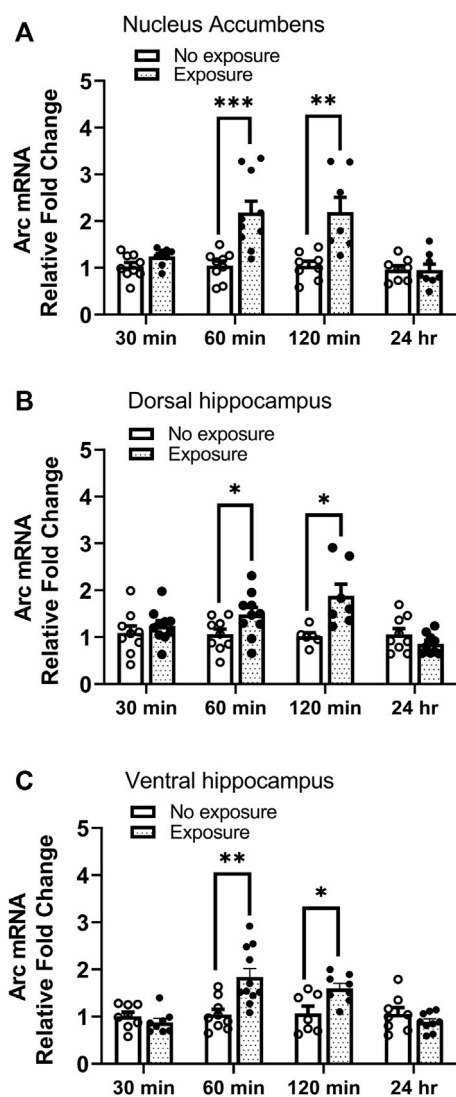 A
Nucleus Accumbens
No exposure
Exposure
Arc mRNA
Relative Fold Change
5
4
3
2
1
0
***
**
30 min 60 min 120 min 24 hr
B
Dorsal hippocampus
No exposure
Exposure
Arc mRNA
Relative Fold Change
5
4
3
2
1
0
*
*
30 min 60 min 120 min 24 hr
C
Ventral hippocampus
No exposure
Exposure
Arc mRNA
Relative Fold Change
5
4
3
2
1
0
**
*
30 min 60 min 120 min 24 hr